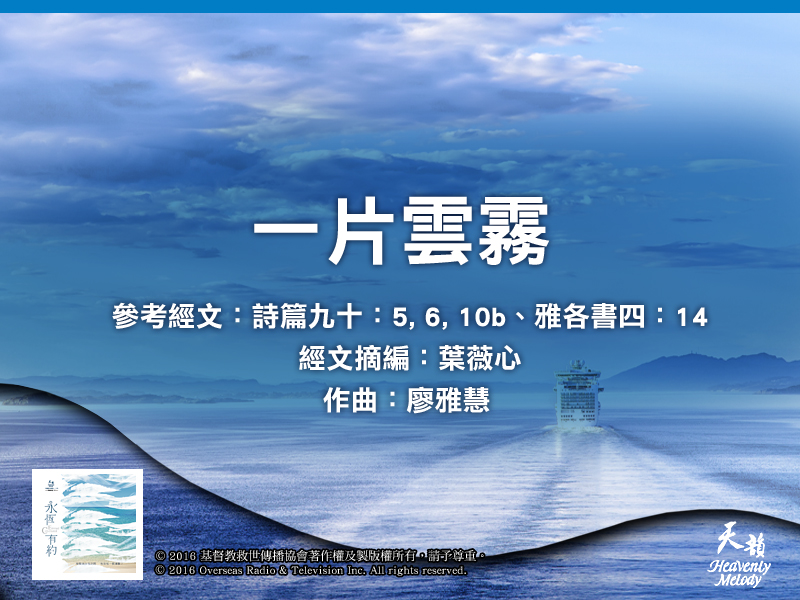 一片雲霧
參考經文：詩篇九十：5, 6, 10b、雅各書四：14
經文摘編：葉薇心
作曲：廖雅慧
永恆有約
© 2016 基督教救世傳播協會著作權及製版權所有，請予尊重。
© 2016 Overseas Radio & Television Inc. All rights reserved.
天韻
Heavenly
Melody